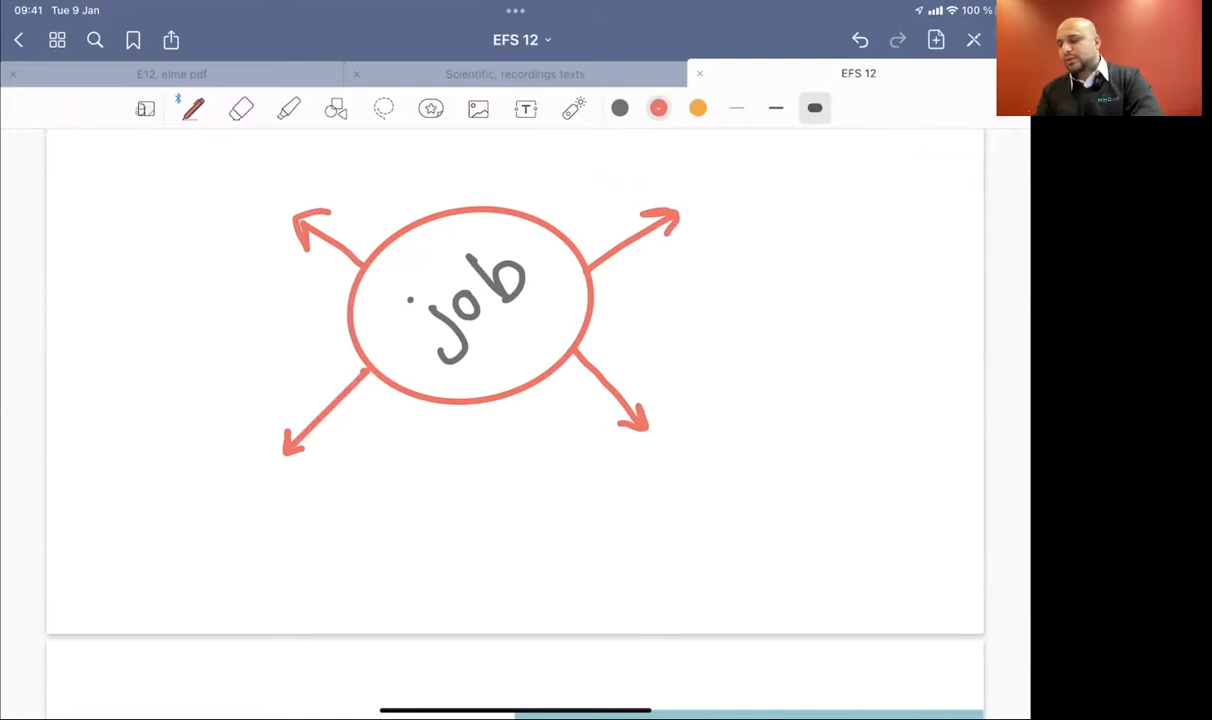 09:41 Tue 9 Jan
100 %
EFS 12
E12. elme pdf
Scientific, recordings texts
EFS 12
T
job